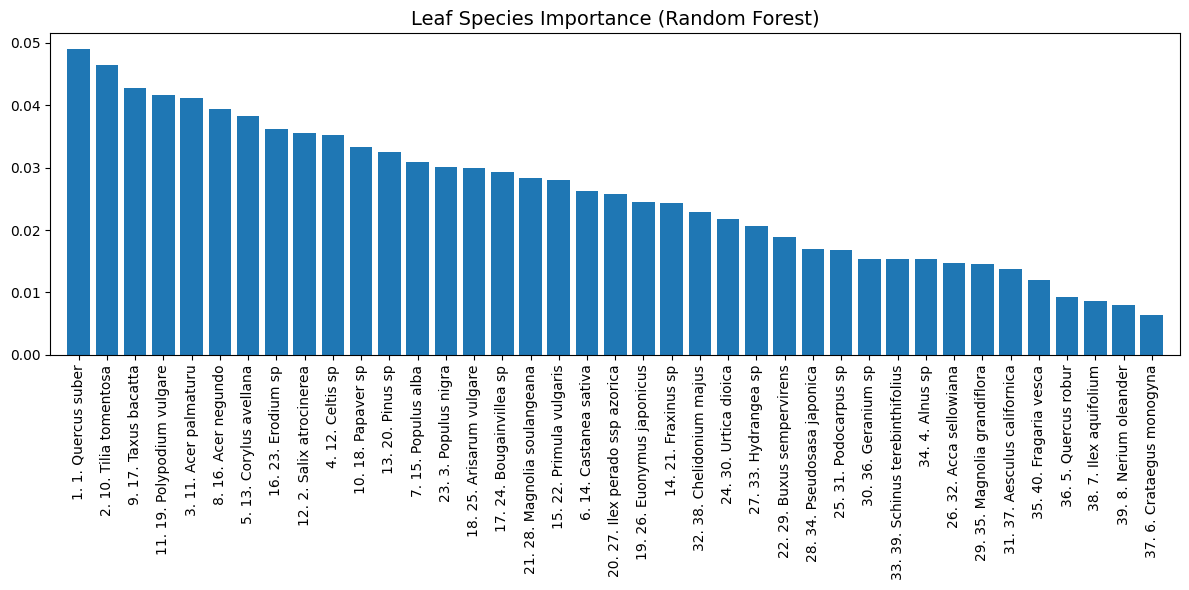 Leaf Species Importance (Random Forest)
0.05
0.04
0.03
0.02
0.01
0.00
1. 1. Quercus suber
2. 10. Tilia tomentosa
9. 17. Taxus bacatta
11. 19. Polypodium vulgare
3. 11. Acer palmaturu
8. 16. Acer negundo
5. 13. Corylus avellana
16. 23. Erodium sp
12. 2. Salix atrocinerea
4. 12. Celtis sp
10. 18. Papaver sp
13. 20. Pinus sp
7. 15. Populus alba
23. 3. Populus nigra
18. 25. Arisarum vulgare
17. 24. Bougainvillea sp
21. 28. Magnolia soulangeana
15. 22. Primula vulgaris
6. 14. Castanea sativa
20. 27. Ilex perado ssp azorica
19. 26. Euonymus japonicus
14. 21. Fraxinus sp
32. 38. Chelidonium majus
24. 30. Urtica dioica
27. 33. Hydrangea sp
22. 29. Buxus sempervirens
28. 34. Pseudosasa japonica
25. 31. Podocarpus sp
30. 36. Geranium sp
33. 39. Schinus terebinthifolius
34. 4. Alnus sp
26. 32. Acca sellowiana
29. 35. Magnolia grandiflora
31. 37. Aesculus californica
35. 40. Fragaria vesca
36. 5. Quercus robur
38. 7. Ilex aquifolium
39. 8. Nerium oleander
37. 6. Crataegus monogyna